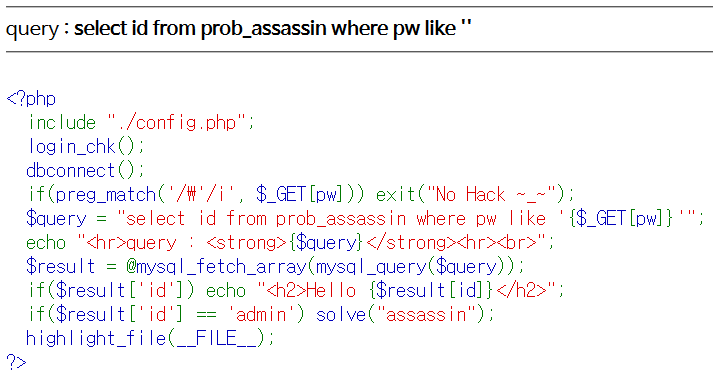 query : select id from prob_assassin where pw like ''
<?php
include "./config.php";
login_chk();
dbconnect();
if(preg_match('/₩'/i', $_GET[pw])) exit("No Hack ~_~");
$query = "select id from prob_assassin where pw like '{$_GET[pw]}'";
echo "<hr>query : <strong>{$query}</strong><hr><br>";
$result = @mysql_fetch_array(mysql_query($query));
if($result['id']) echo "<h2>Hello {$result[id]}</h2>";
if($result['id'] == 'admin') solve("assassin");
highlight_file(__FILE__);
?>